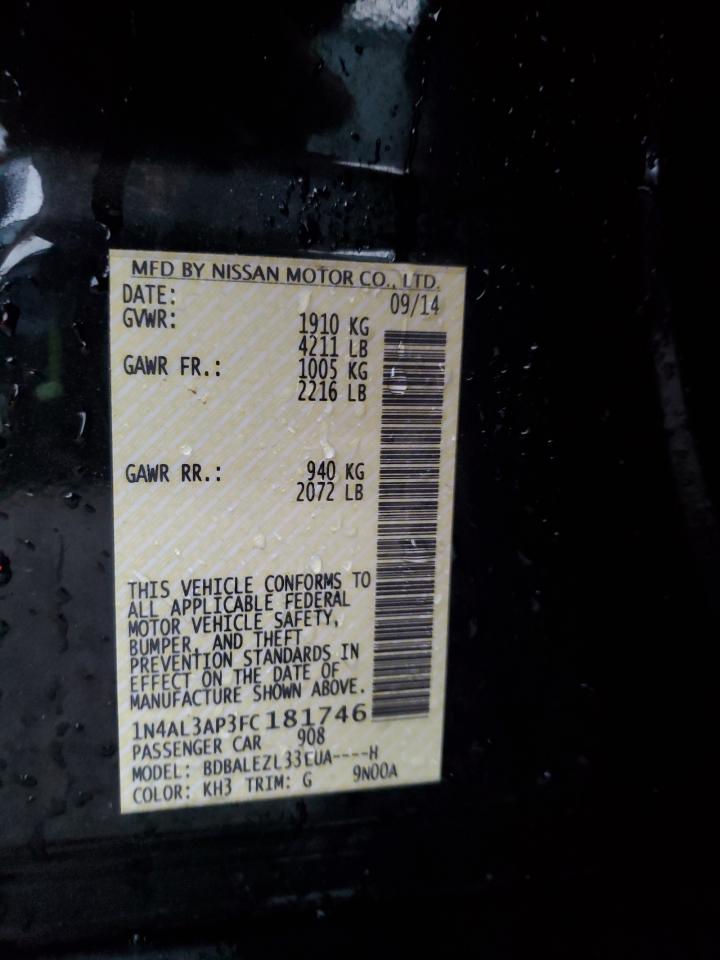 MFD BY NISSAN MOTOR CO., LTD.
DATE: 09/14
GVWR: 1910 KG
4211 LB
GAWR FR.: 1005 KG
2216 LB
GAWR RR.: 940 KG
2072 LB
THIS VEHICLE CONFORMS TO
ALL APPLICABLE FEDERAL
MOTOR VEHICLE SAFETY,
BUMPER, AND THEFT
PREVENTION STANDARDS IN
EFFECT ON THE DATE OF
MANUFACTURE SHOWN ABOVE.
1N4AL3AP3FC181746
PASSENGER CAR 908
MODEL: BDBALEZL33EUA----H
COLOR: KH3 TRIM: G 9N00A